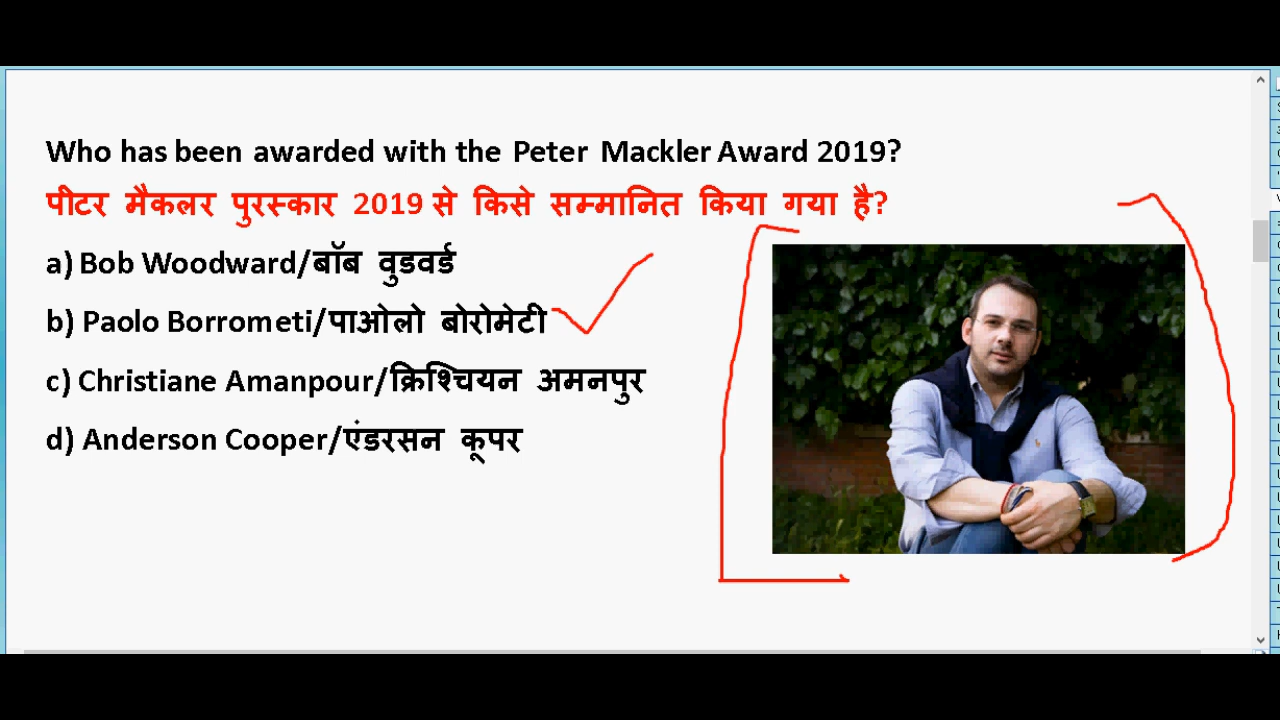 Who has been awarded with the Peter Mackler Award 2019?
पीटर मैकलर पुरस्कार 2019 से किसे सम्मानित किया गया है?
a) Bob Woodward/बॉब वुडवर्ड
b) Paolo Borrometi/पाओलो बोरोमेटी
c) Christiane Amanpour/क्रिश्चियन अमनपुर
d) Anderson Cooper/एंडरसन कूपर